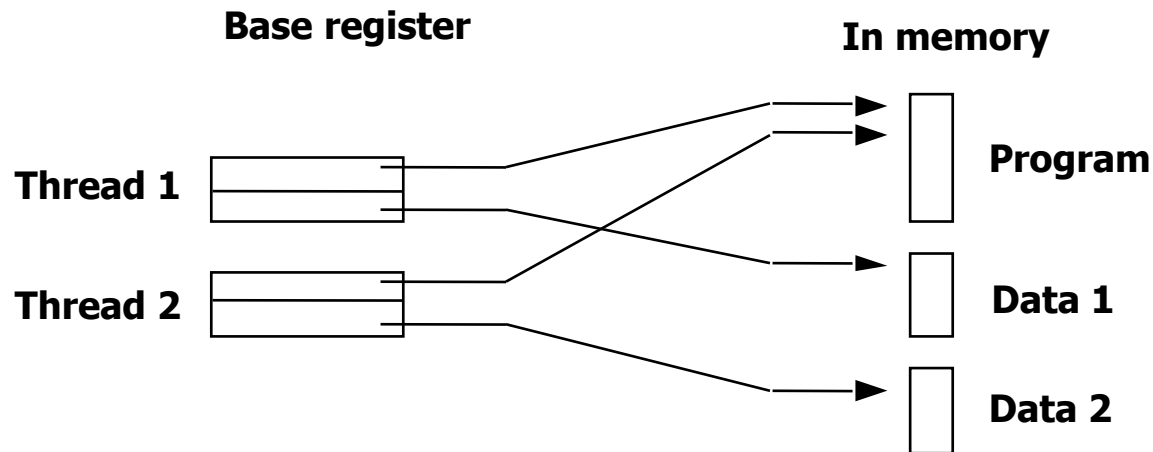 Base register
In memory
Program
Thread 1
Data 1
Thread 2
Data 2